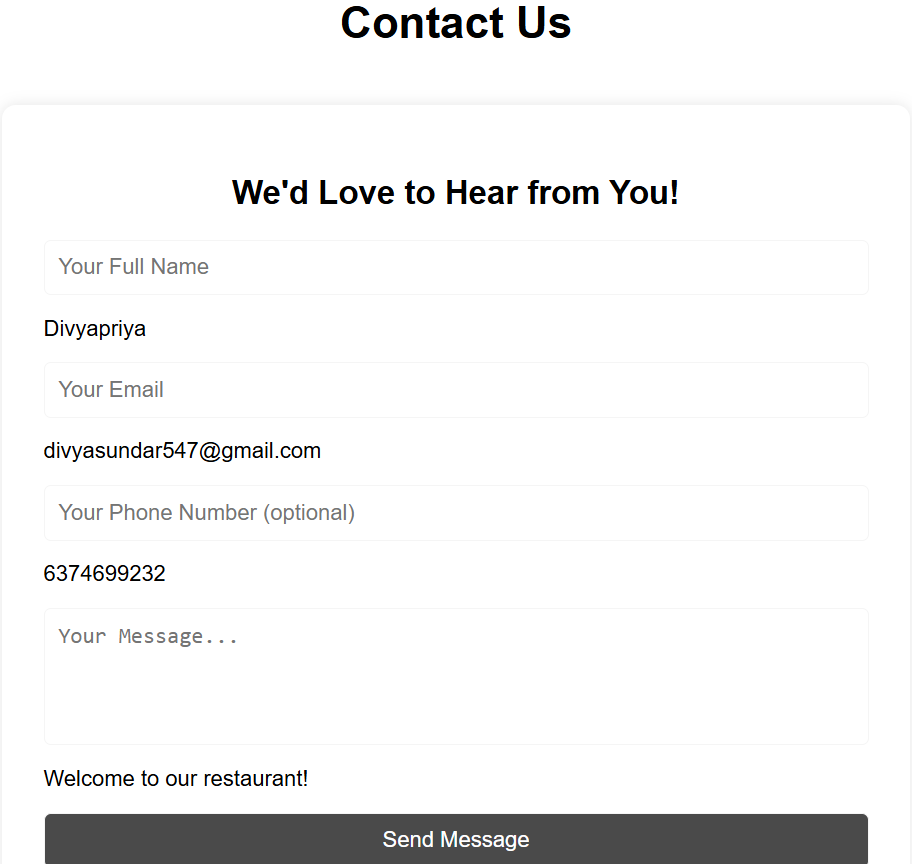 Contact Us
We'd Love to Hear from You!
Your Full Name
Divyapriya
Your Email
divyasundar547@gmail.com
Your Phone Number (optional)
6374699232
Your Message...
Welcome to our restaurant!
Send Message